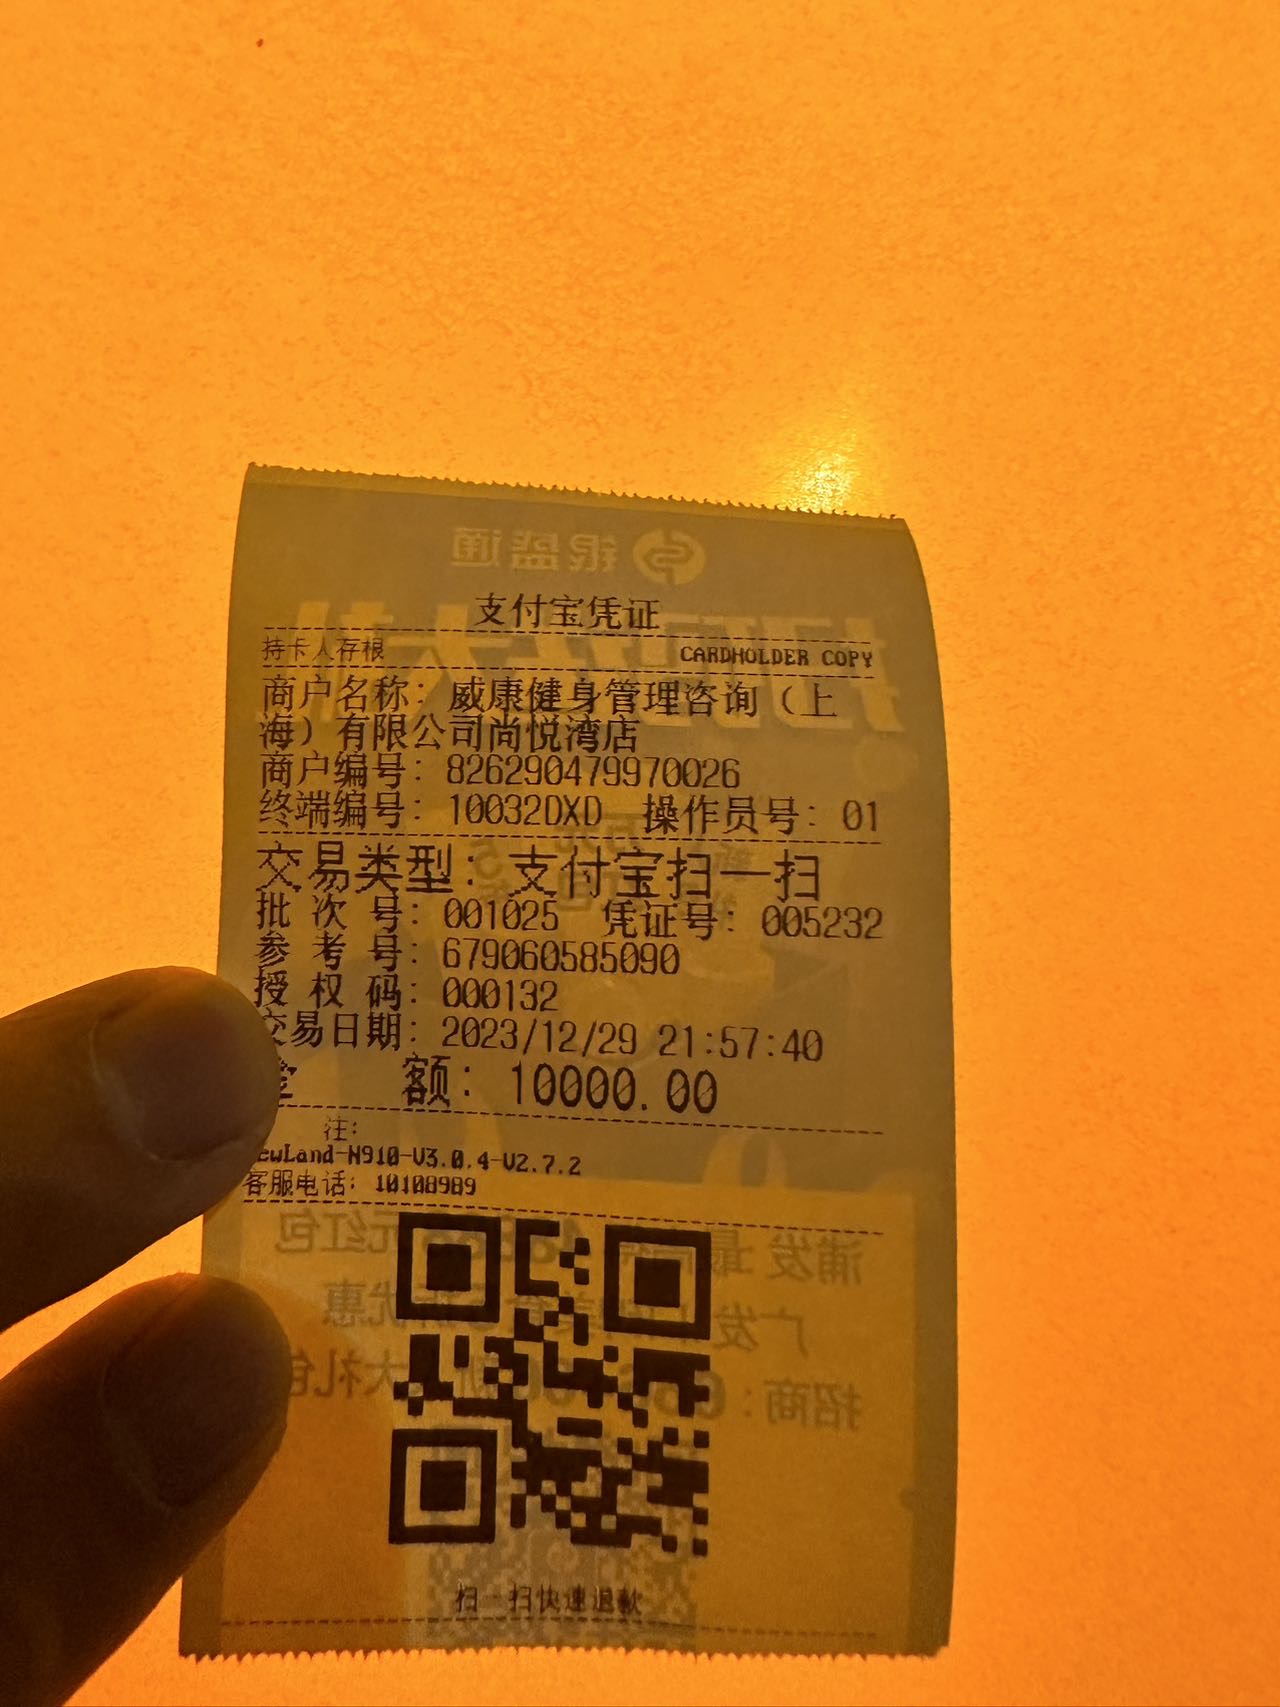 银盛通
支付宝凭证
持卡人存根 CARDHOLDER COPY
商户名称: 威康健身管理咨询(上
海)有限公司尚悦湾店
商户编号: 826290479970026
终端编号: 10032DXD 操作员号: 01
交易类型: 支付宝扫一扫
批次号: 001025 凭证号: 005232
参考号: 679060585090
授权码: 000132
交易日期: 2023/12/29 21:57:40
额: 10000.00
注:
ewLand-N910-V3.0.4-V2.7.2
客服电话: 10108989
扫一扫快速退款